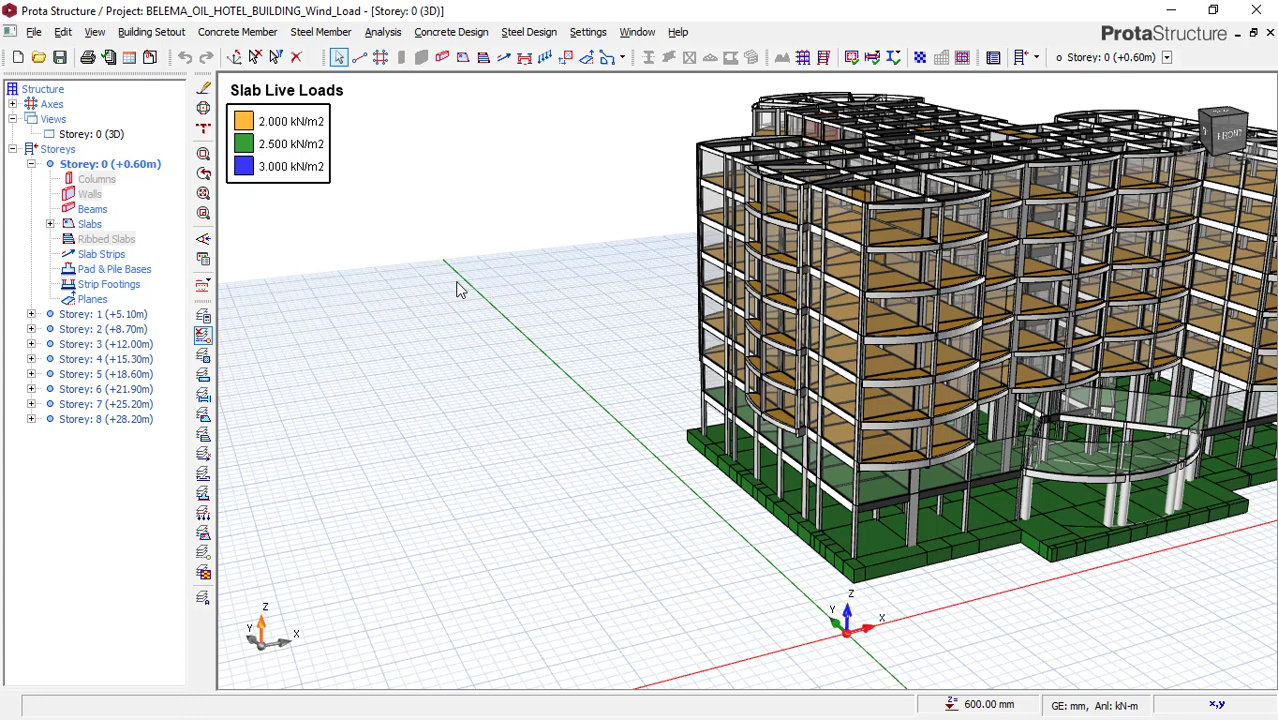 Prota Structure / Project: BELEMA_OIL_HOTEL_BUILDING_Wind_Load - [Storey: 0 (3D)]
File Edit View Building Setout Concrete Member Steel Member Analysis Concrete Design Steel Design Settings Window Help
ProtaStructure
o Storey: 0 (+0.60m)
Structure
Axes
Views
Storey: 0 (3D)
Storeys
Storey: 0 (+0.60m)
Columns
Walls
Beams
Slabs
Ribbed Slabs
Slab Strips
Pad & Pile Bases
Strip Footings
Planes
Storey: 1 (+5.10m)
Storey: 2 (+8.70m)
Storey: 3 (+12.00m)
Storey: 4 (+15.30m)
Storey: 5 (+18.60m)
Storey: 6 (+21.90m)
Storey: 7 (+25.20m)
Storey: 8 (+28.20m)
Slab Live Loads
2.000 kN/m2
2.500 kN/m2
3.000 kN/m2
FRONT
Z
Y
X
Z
Y
X
Z=
600.00 mm
GE: mm, Anl: kN-m
x,y